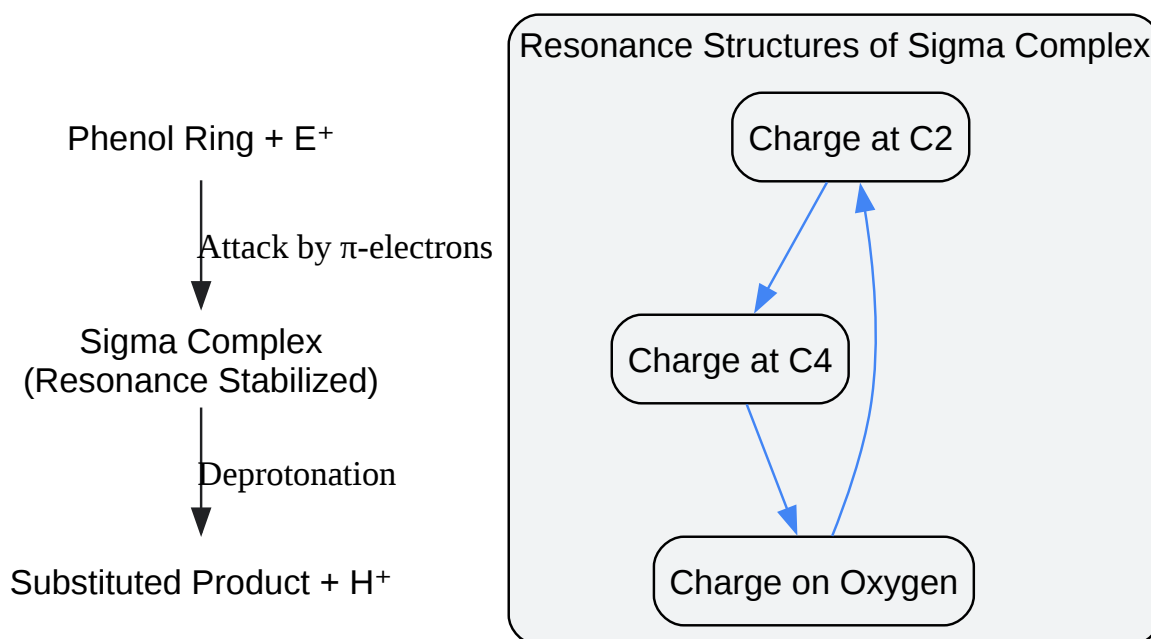 Phenol Ring + E⁺
Attack by π-electrons
Sigma Complex
(Resonance Stabilized)
Deprotonation
Substituted Product + H⁺
Resonance Structures of Sigma Complex
Charge at C2
Charge at C4
Charge on Oxygen